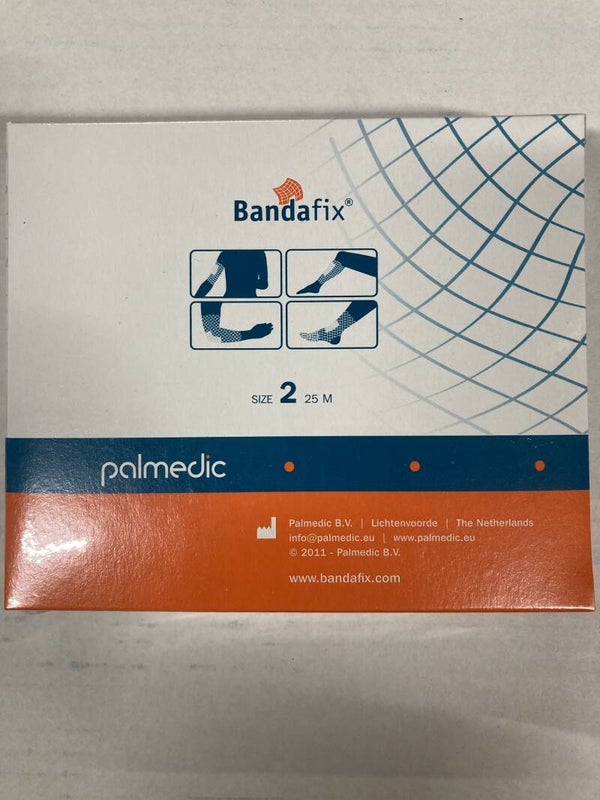 Bandafix®
SIZE 2 25 M
palmedic
Palmedic B.V. | Lichtenvoorde | The Netherlands
info@palmedic.eu | www.palmedic.eu
© 2011 - Palmedic B.V.
www.bandafix.com